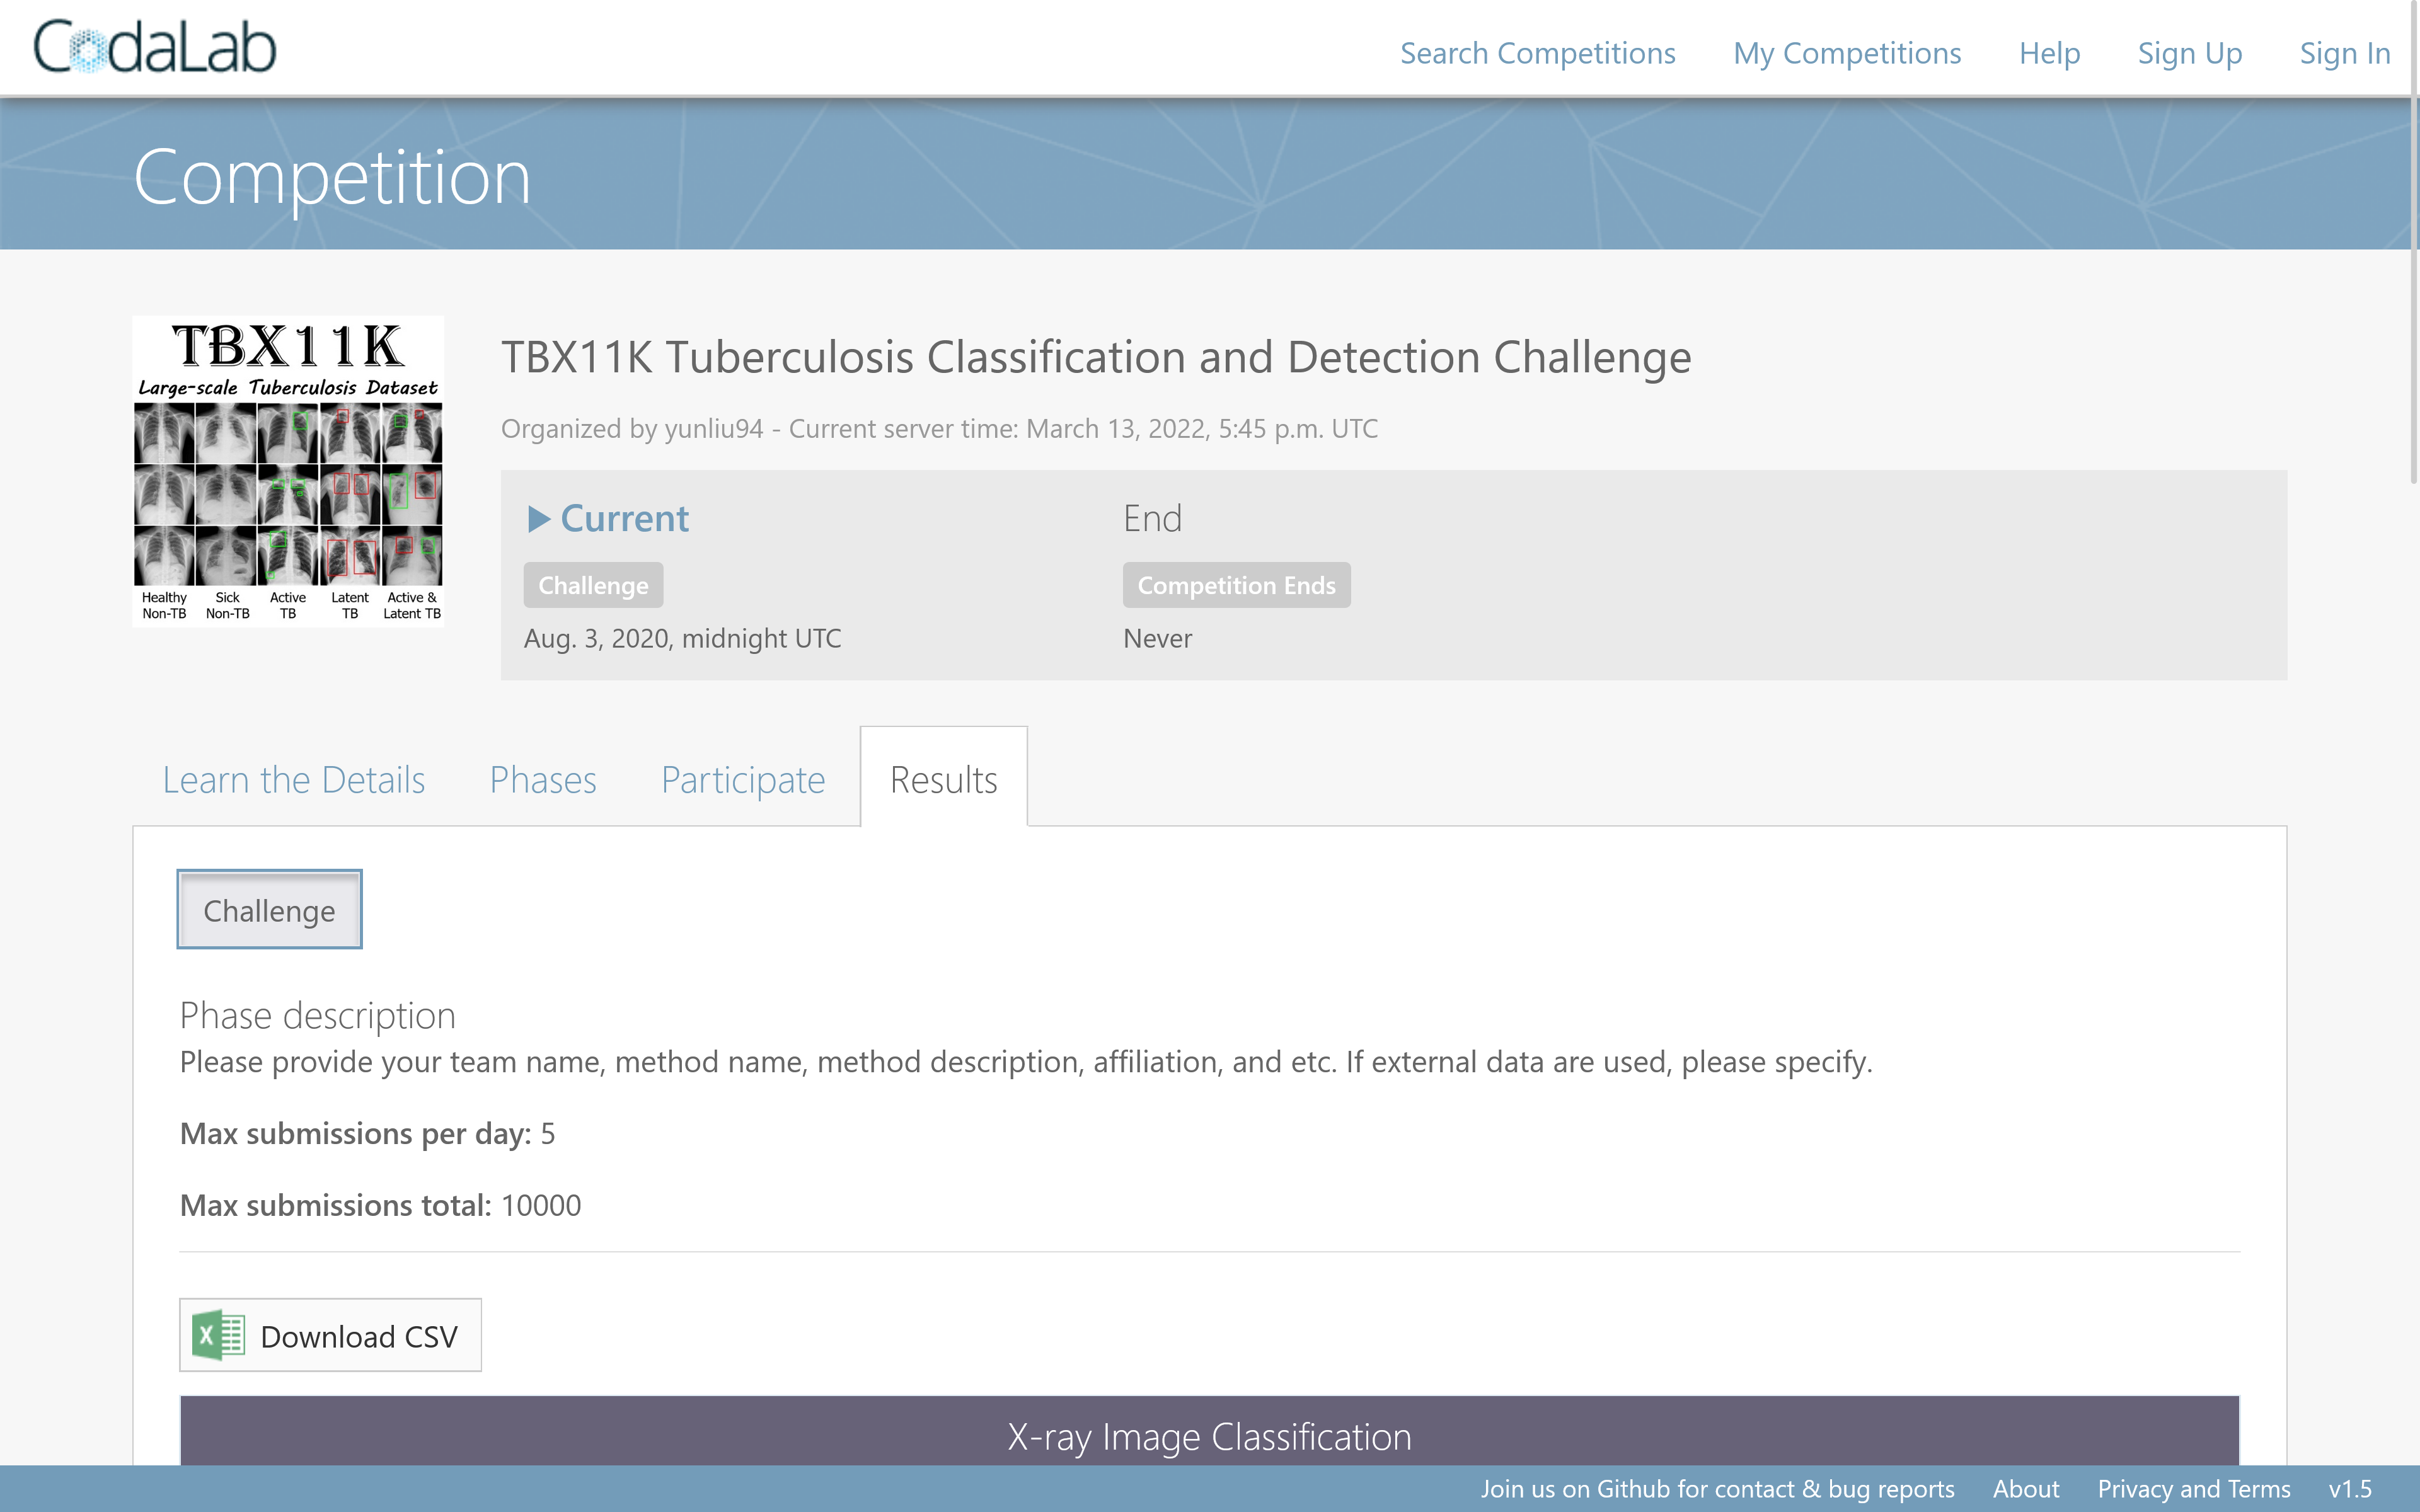 CodaLab
Search Competitions My Competitions Help Sign Up Sign In
Competition
TBX11K
Large-scale Tuberculosis Dataset
Healthy Non-TB
Sick Non-TB
Active TB
Latent TB
Active & Latent TB
TBX11K Tuberculosis Classification and Detection Challenge
Organized by yunliu94 - Current server time: March 13, 2022, 5:45 p.m. UTC
Current
Challenge
Aug. 3, 2020, midnight UTC
End
Competition Ends
Never
Learn the Details Phases Participate Results
Challenge
Phase description
Please provide your team name, method name, method description, affiliation, and etc. If external data are used, please specify.
Max submissions per day: 5
Max submissions total: 10000
Download CSV
X-ray Image Classification
Join us on Github for contact & bug reports About Privacy and Terms v1.5